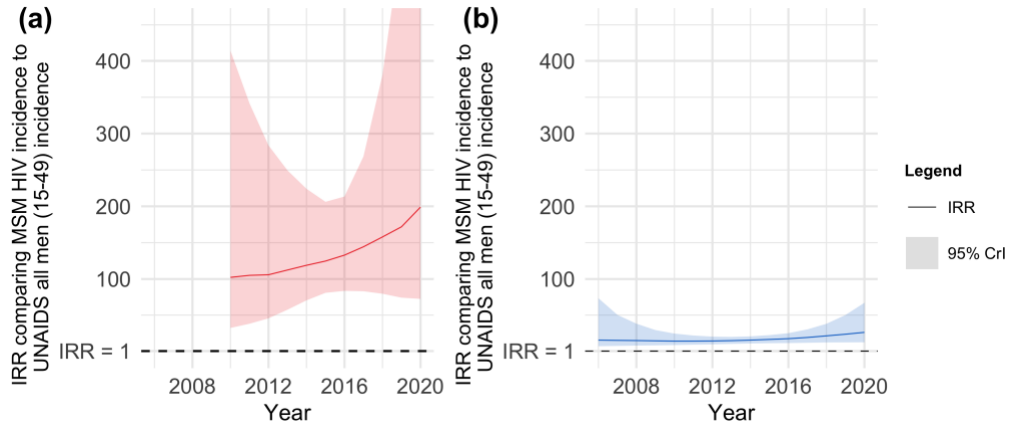 (a)
IRR comparing MSM HIV incidence to
UNAIDS all men (15-49) incidence
400
300
200
100
IRR = 1
2008 2012 2016 2020
Year
(b)
IRR comparing MSM HIV incidence to
UNAIDS all men (15-49) incidence
400
300
200
100
IRR = 1
2008 2012 2016 2020
Year
Legend
IRR
95% CrI